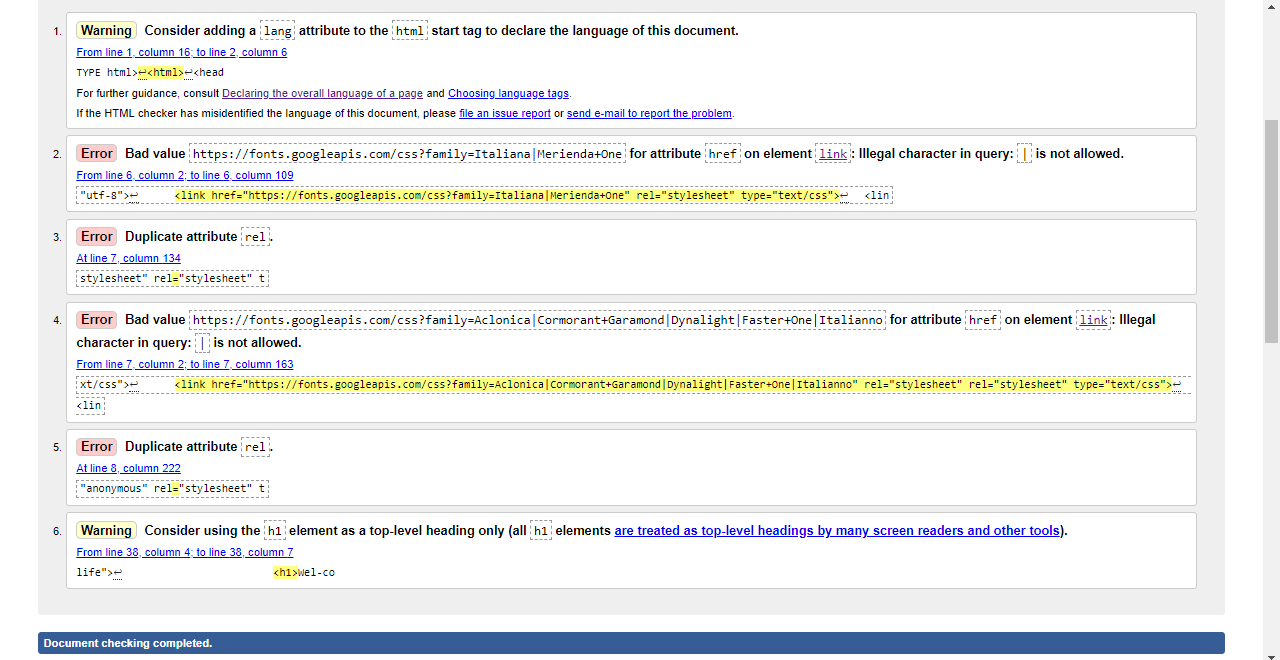 1. Warning Consider adding a lang attribute to the html start tag to declare the language of this document.
From line 1, column 16; to line 2, column 6
TYPE html>↩<html>↩<head
For further guidance, consult Declaring the overall language of a page and Choosing language tags.
If the HTML checker has misidentified the language of this document, please file an issue report or send e-mail to report the problem.
2. Error Bad value https://fonts.googleapis.com/css?family=Italiana|Merienda+One for attribute href on element link: Illegal character in query: | is not allowed.
From line 6, column 2; to line 6, column 109
"utf-8">↩ <link href="https://fonts.googleapis.com/css?family=Italiana|Merienda+One" rel="stylesheet" type="text/css">↩ <lin
3. Error Duplicate attribute rel.
At line 7, column 134
stylesheet" rel="stylesheet" t
4. Error Bad value https://fonts.googleapis.com/css?family=Aclonica|Cormorant+Garamond|Dynalight|Faster+One|Italianno for attribute href on element link: Illegal
character in query: | is not allowed.
From line 7, column 2; to line 7, column 163
xt/css">↩ <link href="https://fonts.googleapis.com/css?family=Aclonica|Cormorant+Garamond|Dynalight|Faster+One|Italianno" rel="stylesheet" rel="stylesheet" type="text/css">↩
<lin
5. Error Duplicate attribute rel.
At line 8, column 222
"anonymous" rel="stylesheet" t
6. Warning Consider using the h1 element as a top-level heading only (all h1 elements are treated as top-level headings by many screen readers and other tools).
From line 38, column 4; to line 38, column 7
life">↩ <h1>Wel-co
Document checking completed.